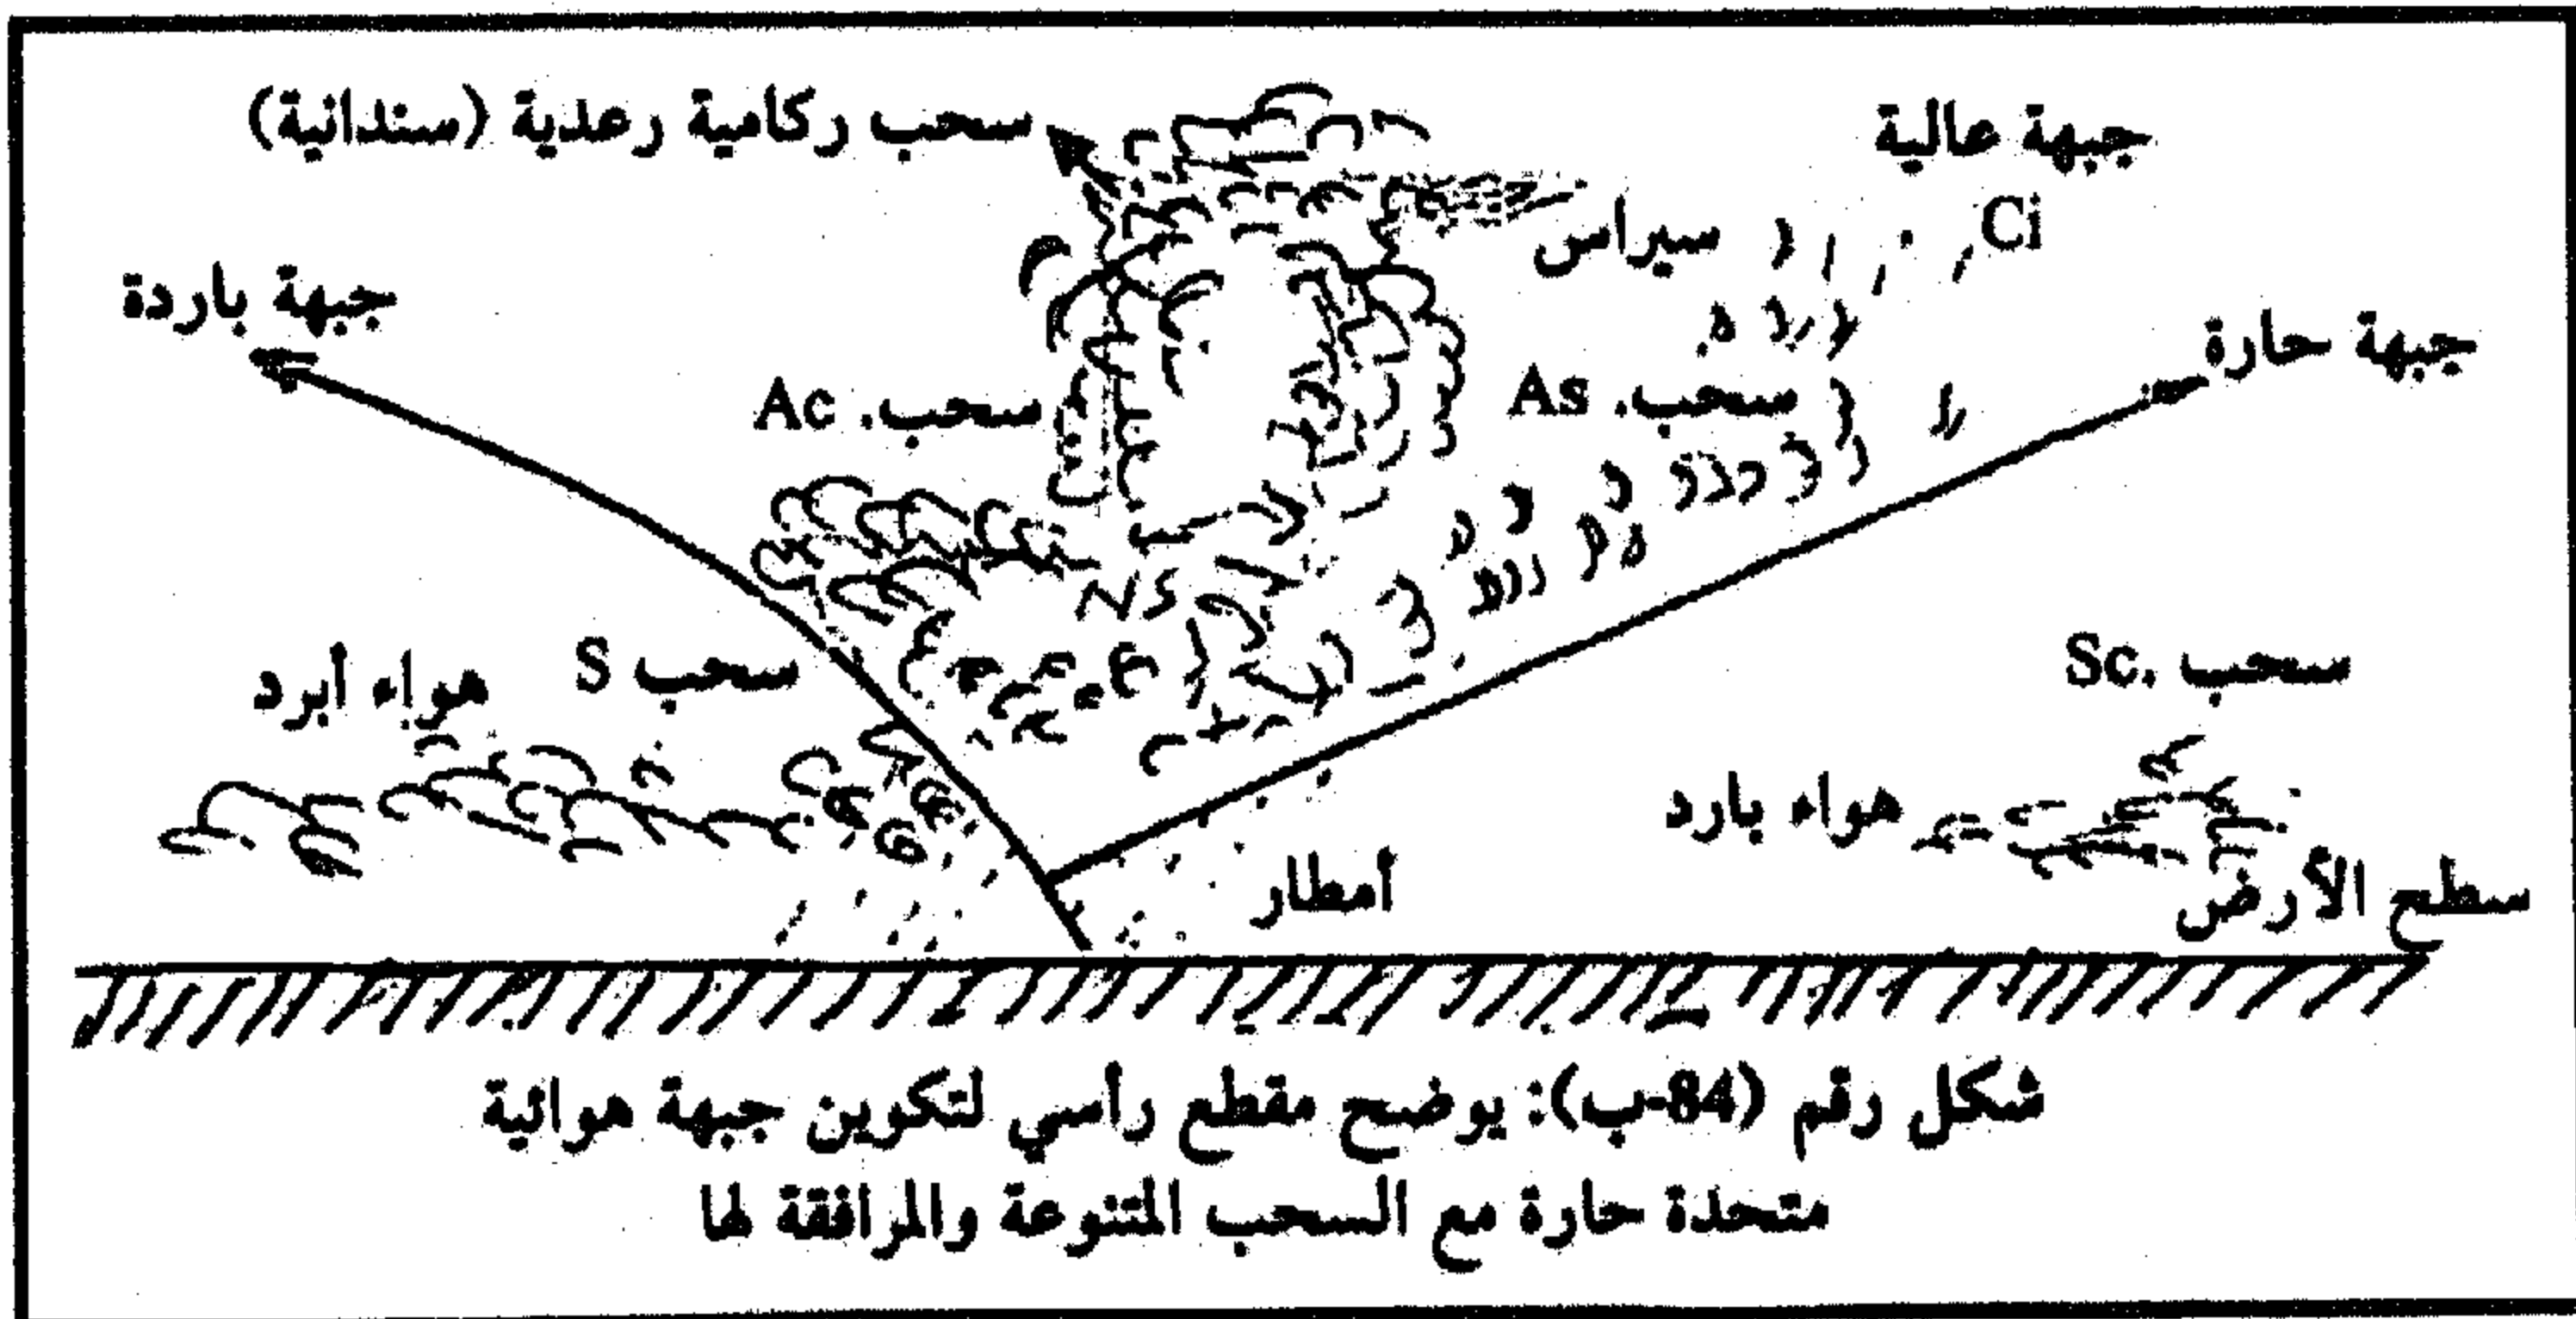 جبهة عالية
سحب ركامية رعدية (سندانية)
Ci
سيراس
جبهة باردة
جبهة حارة
سحب. As
سحب. Ac
NS
سحب .Sc
سحب S
هواء أبرد
هواء بارد
أمطار
سطح الأرض
شكل رقم (84-ب): يوضح مقطع رأسي لتكوين جبهة هوائية
متحدة حارة مع السحب المتنوعة والمرافقة لها